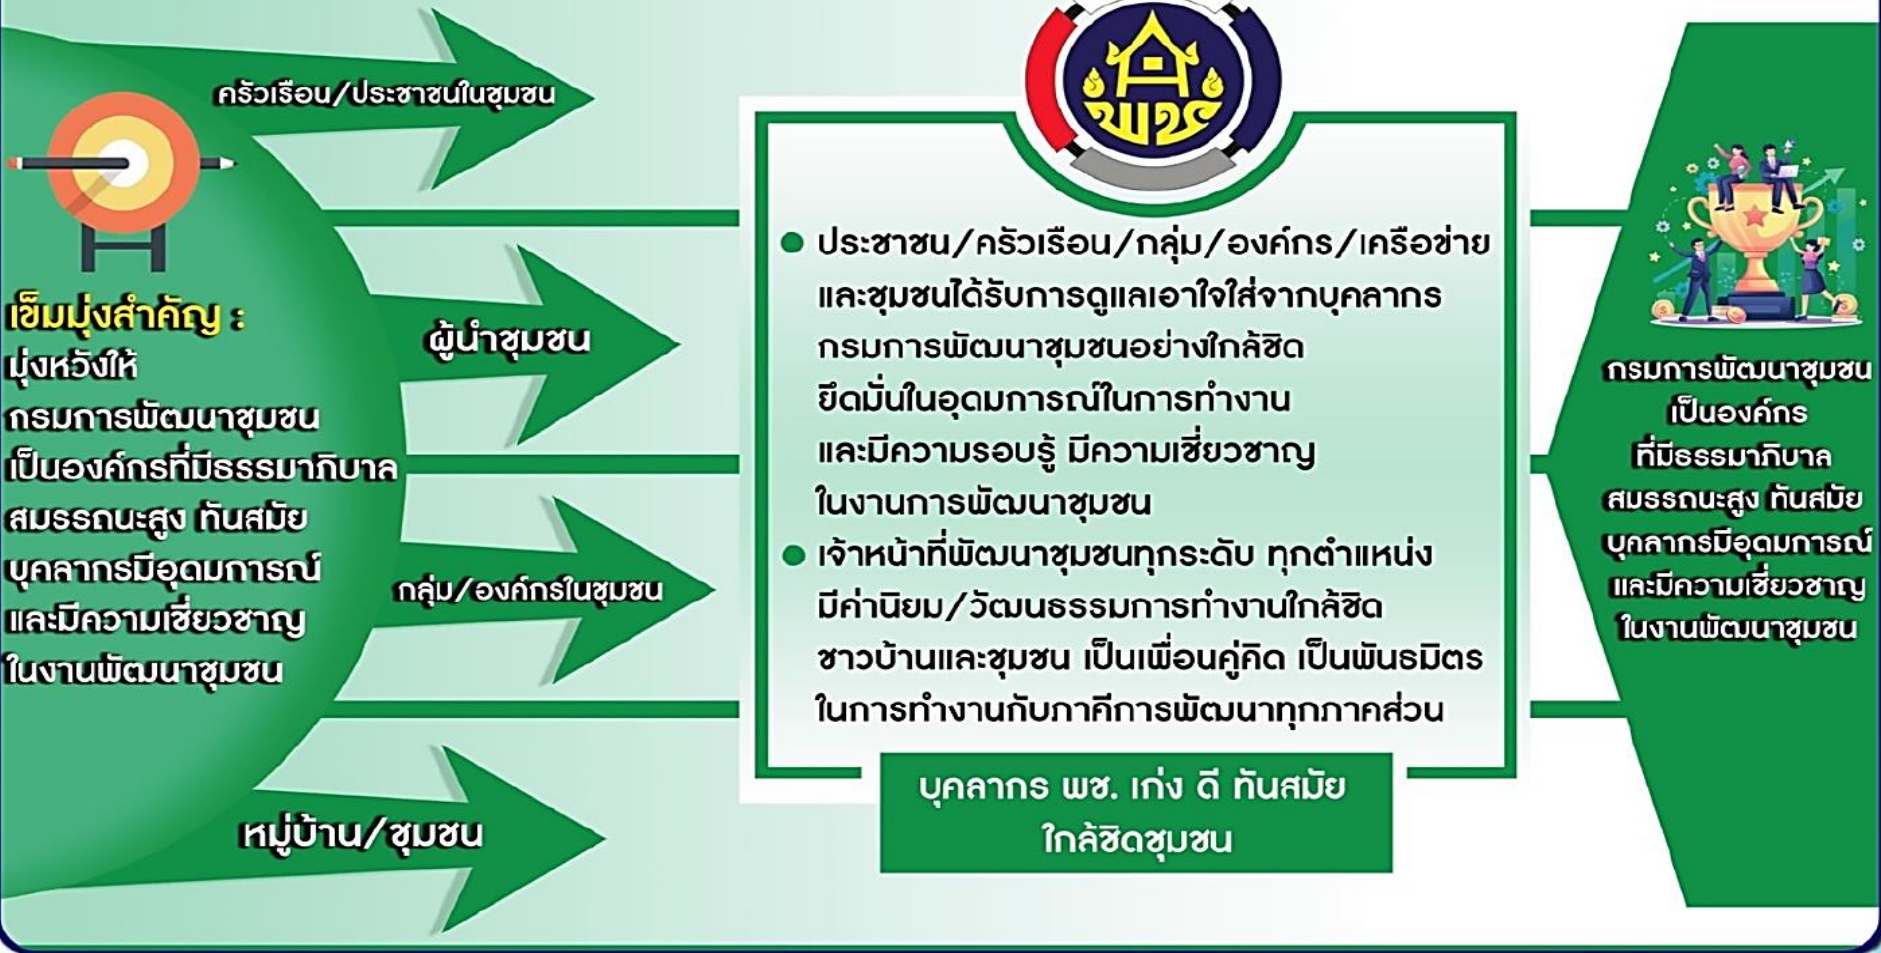 เข็มมุ่งสำคัญ :
มุ่งหวังให้
กรมการพัฒนาชุมชน
เป็นองค์กรที่มีธรรมาภิบาล
สมรรถนะสูง ทันสมัย
บุคลากรมีอุดมการณ์
และมีความเชี่ยวชาญ
ในงานพัฒนาชุมชน
ครัวเรือน/ประชาชนในชุมชน
ผู้นำชุมชน
กลุ่ม/องค์กรในชุมชน
หมู่บ้าน/ชุมชน
พช
ประชาชน/ครัวเรือน/กลุ่ม/องค์กร/เครือข่าย
และชุมชนได้รับการดูแลเอาใจใส่จากบุคลากร
กรมการพัฒนาชุมชนอย่างใกล้ชิด
ยึดมั่นในอุดมการณ์ในการทำงาน
และมีความรอบรู้ มีความเชี่ยวชาญ
ในงานการพัฒนาชุมชน
เจ้าหน้าที่พัฒนาชุมชนทุกระดับ ทุกตำแหน่ง
มีค่านิยม/วัฒนธรรมการทำงานใกล้ชิด
ชาวบ้านและชุมชน เป็นเพื่อนคู่คิด เป็นพันธมิตร
ในการทำงานกับภาคีการพัฒนาทุกภาคส่วน
บุคลากร พช. เก่ง ดี ทันสมัย
ใกล้ชิดชุมชน
กรมการพัฒนาชุมชน
เป็นองค์กร
ที่มีธรรมาภิบาล
สมรรถนะสูง ทันสมัย
บุคลากรมีอุดมการณ์
และมีความเชี่ยวชาญ
ในงานพัฒนาชุมชน